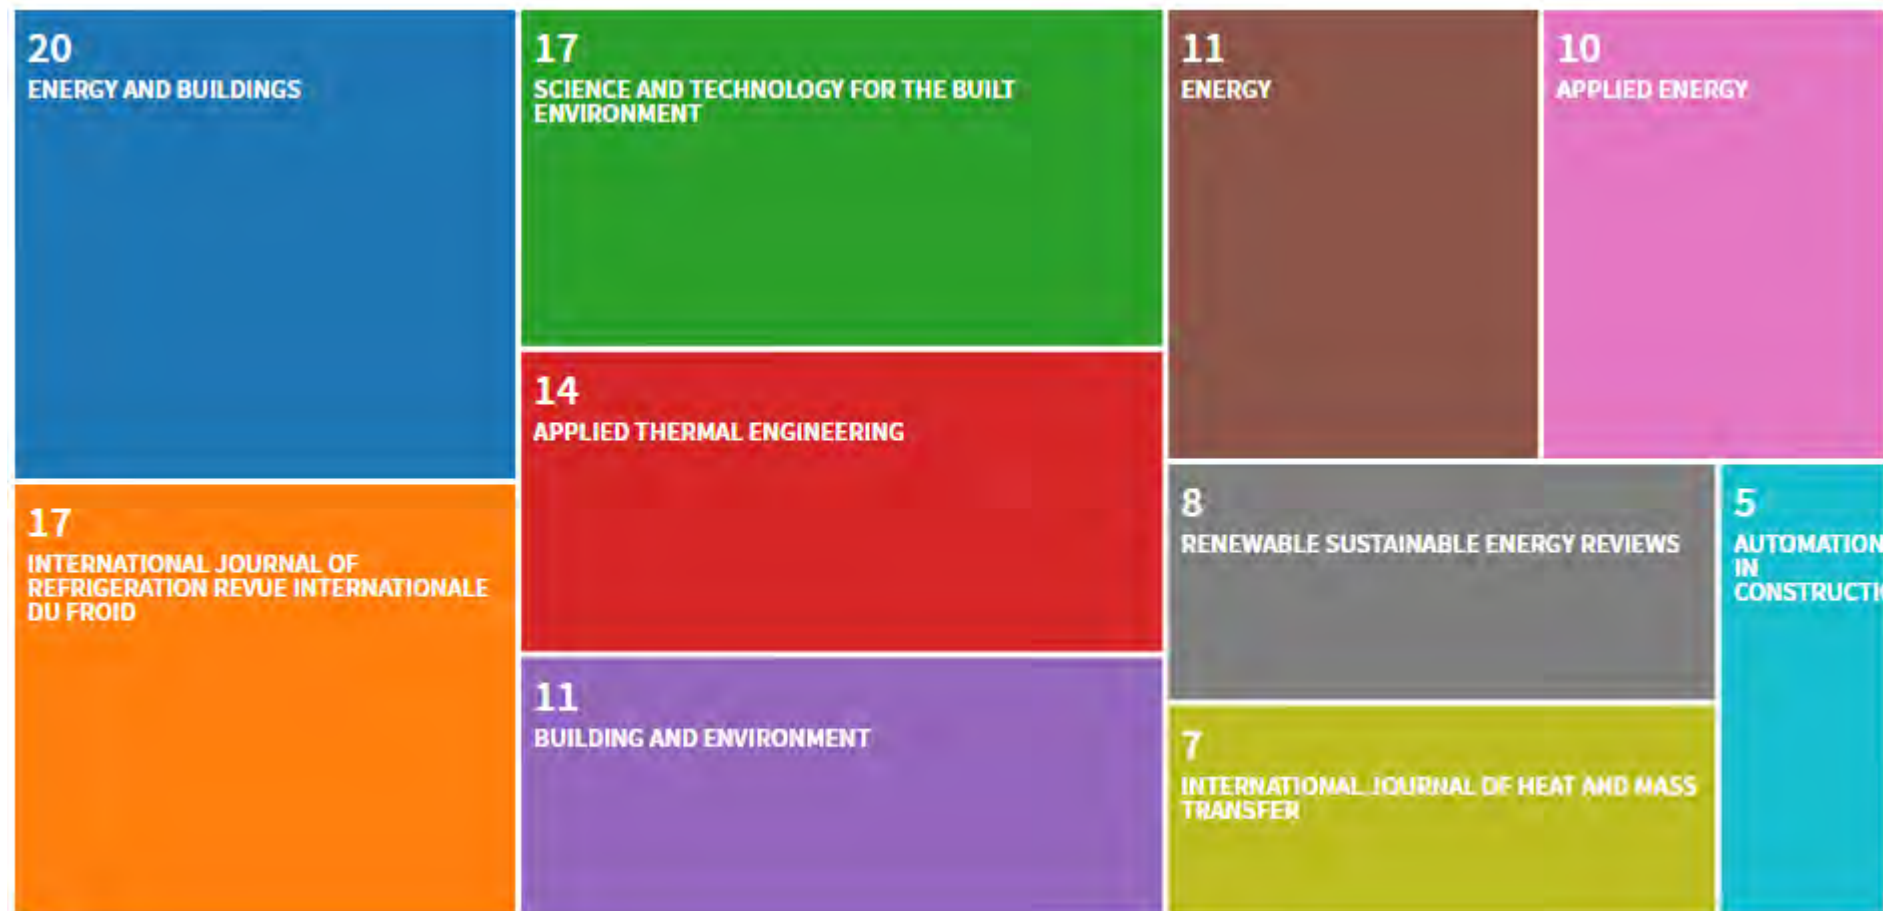 20
ENERGY AND BUILDINGS
17
INTERNATIONAL JOURNAL OF
REFRIGERATION REVUE INTERNATIONALE
DU FROID
17
SCIENCE AND TECHNOLOGY FOR THE BUILT
ENVIRONMENT
14
APPLIED THERMAL ENGINEERING
11
BUILDING AND ENVIRONMENT
11
ENERGY
10
APPLIED ENERGY
8
RENEWABLE SUSTAINABLE ENERGY REVIEWS
7
INTERNATIONAL JOURNAL OF HEAT AND MASS
TRANSFER
5
AUTOMATION
IN